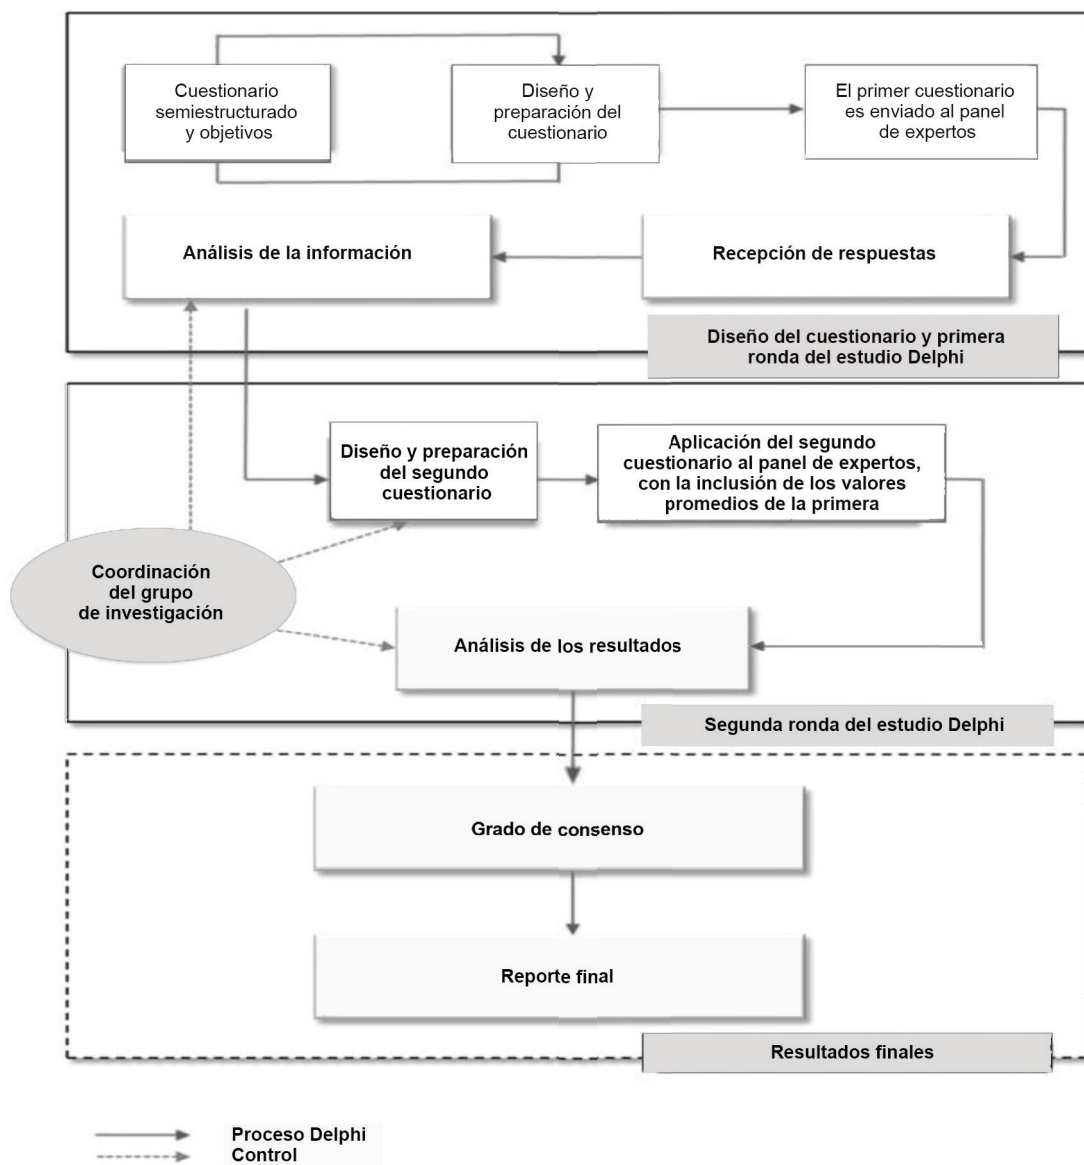 Cuestionario
semiestructurado
y objetivos
Diseño y
preparación del
cuestionario
El primer cuestionario
es enviado al panel
de expertos
Análisis de la información
Recepción de respuestas
Diseño del cuestionario y primera
ronda del estudio Delphi
Diseño y preparación
del segundo
cuestionario
Aplicación del segundo
cuestionario al panel de expertos,
con la inclusión de los valores
promedios de la primera
Coordinación
del grupo
de investigación
Análisis de los resultados
Segunda ronda del estudio Delphi
Grado de consenso
Reporte final
Resultados finales
Proceso Delphi
Control